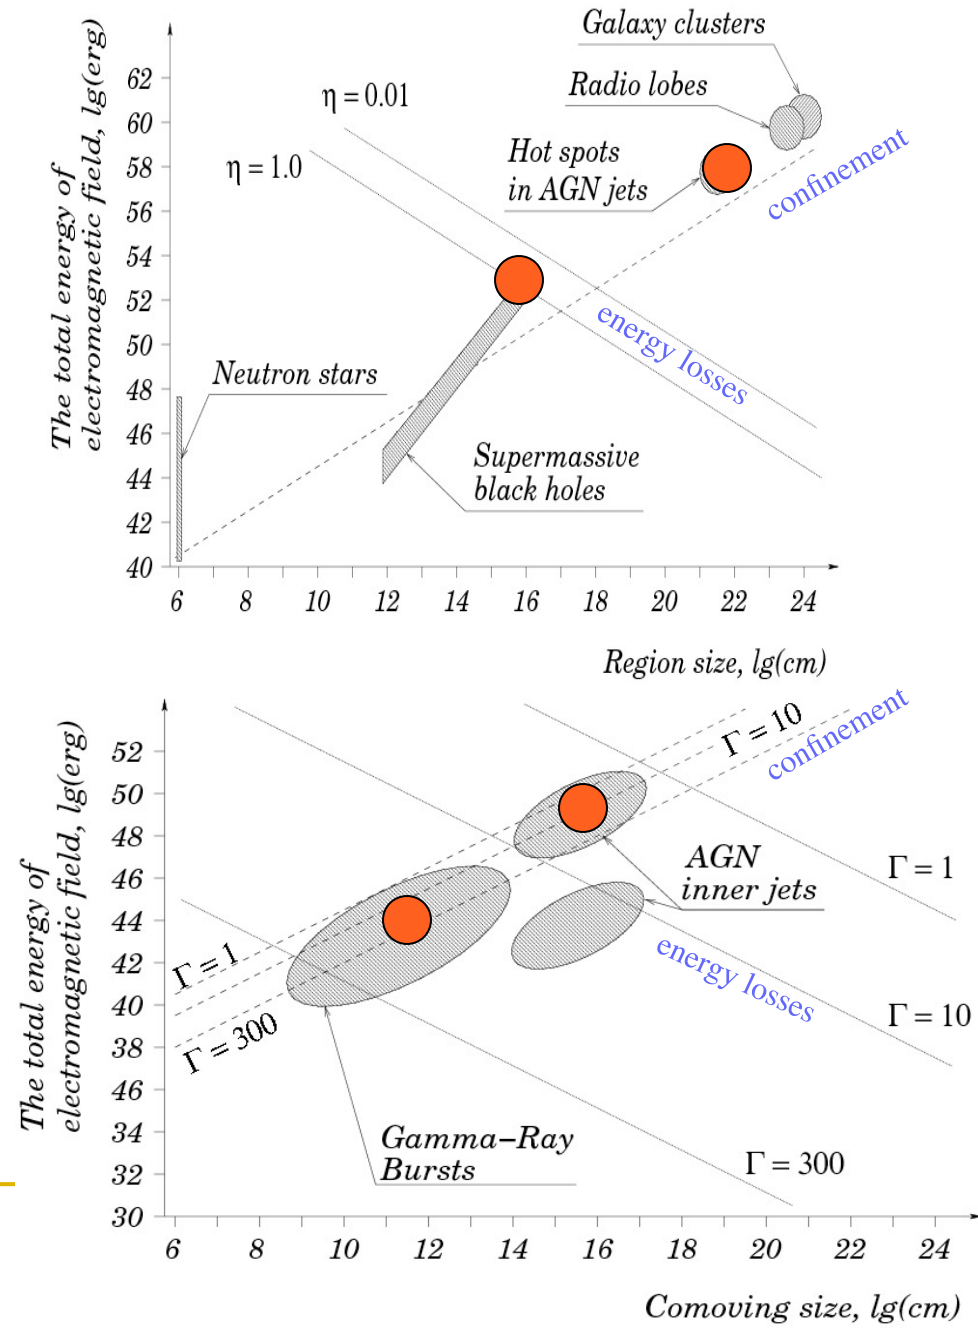 Galaxy clusters
Radio lobes
Hot spots
in AGN jets
η = 0.01
η = 1.0
confinement
energy losses
Neutron stars
Supermassive
black holes
The total energy of
electromagnetic field, lg(erg)
62
60
58
56
54
52
50
48
46
44
42
40
6 8 10 12 14 16 18 20 22 24
Region size, lg(cm)
Γ = 10
confinement
The total energy of
electromagnetic field, lg(erg)
52
50
48
46
44
42
40
38
46
34
32
30
AGN
inner jets
Γ = 1
Γ = 1
energy losses
Γ = 10
Γ = 300
Gamma–Ray
Bursts
Γ = 300
6 8 10 12 14 16 18 20 22 24
Comoving size, lg(cm)